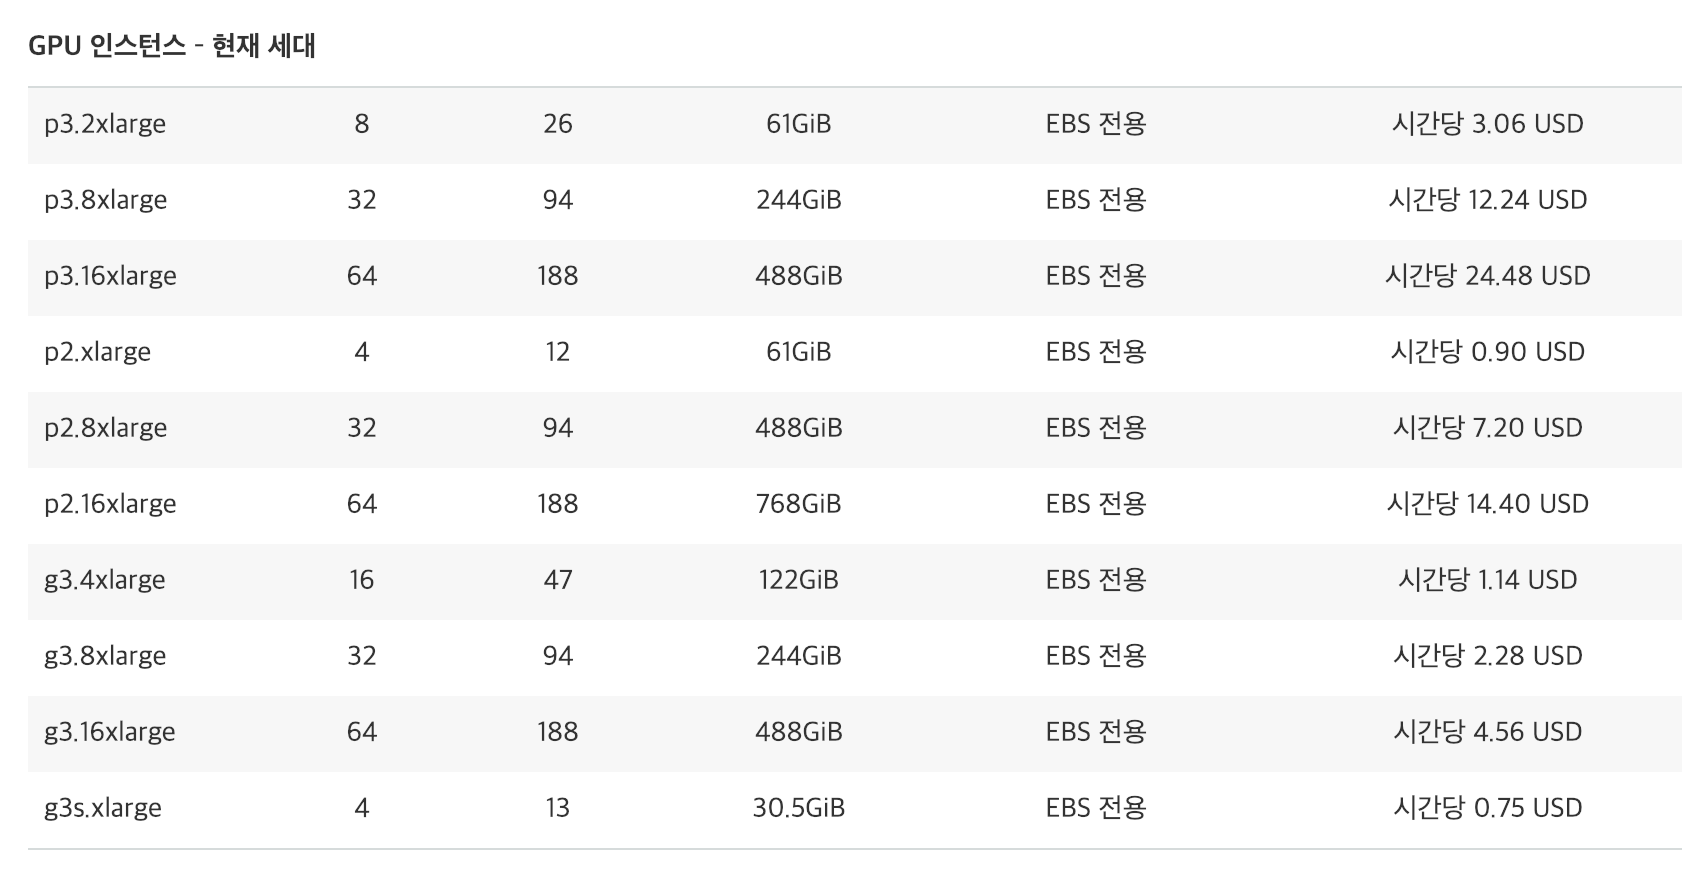 GPU 인스턴스 - 현재 세대
p3.2xlarge 8 26 61GiB EBS 전용 시간당 3.06 USD
p3.8xlarge 32 94 244GiB EBS 전용 시간당 12.24 USD
p3.16xlarge 64 188 488GiB EBS 전용 시간당 24.48 USD
p2.xlarge 4 12 61GiB EBS 전용 시간당 0.90 USD
p2.8xlarge 32 94 488GiB EBS 전용 시간당 7.20 USD
p2.16xlarge 64 188 768GiB EBS 전용 시간당 14.40 USD
g3.4xlarge 16 47 122GiB EBS 전용 시간당 1.14 USD
g3.8xlarge 32 94 244GiB EBS 전용 시간당 2.28 USD
g3.16xlarge 64 188 488GiB EBS 전용 시간당 4.56 USD
g3s.xlarge 4 13 30.5GiB EBS 전용 시간당 0.75 USD